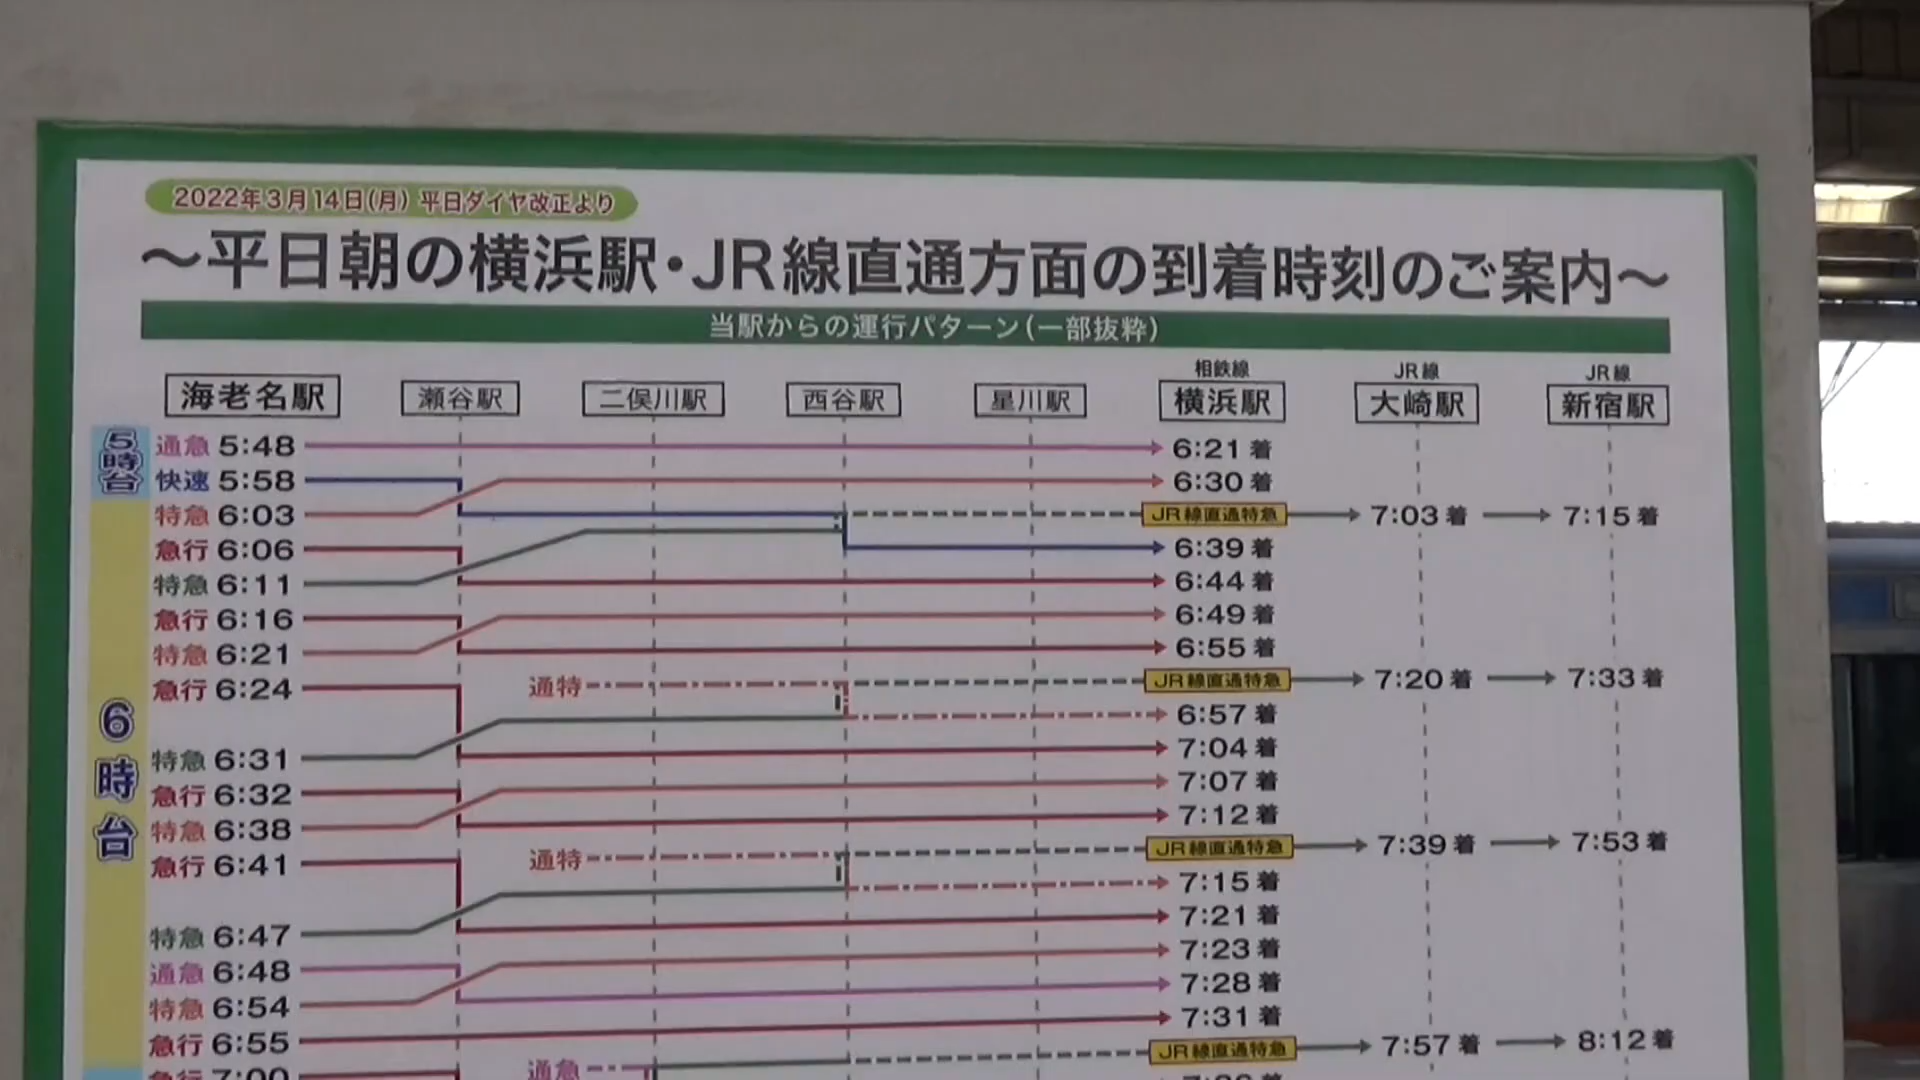 2022年3月14日(月) 平日ダイヤ改正より
～平日朝の横浜駅・JR線直通方面の到着時刻のご案内～
当駅からの運行パターン(一部抜粋)
相鉄線 JR線 JR線
海老名駅 瀬谷駅 二俣川駅 西谷駅 星川駅 横浜駅 大崎駅 新宿駅
5時台
通急 5:48 6:21着
快速 5:58 6:30着
特急 6:03 JR線直通特急 7:03着 7:15着
6時台
急行 6:06 6:39着
特急 6:11 6:44着
急行 6:16 6:49着
特急 6:21 6:55着
急行 6:24 通特 JR線直通特急 7:20着 7:33着
6:57着
特急 6:31 7:04着
急行 6:32 7:07着
特急 6:38 7:12着
急行 6:41 通特 JR線直通特急 7:39着 7:53着
7:15着
7:21着
特急 6:47 7:23着
通急 6:48 7:28着
特急 6:54 7:31着
急行 6:55 JR線直通特急 7:57着 8:12着
急行 7:00 通急